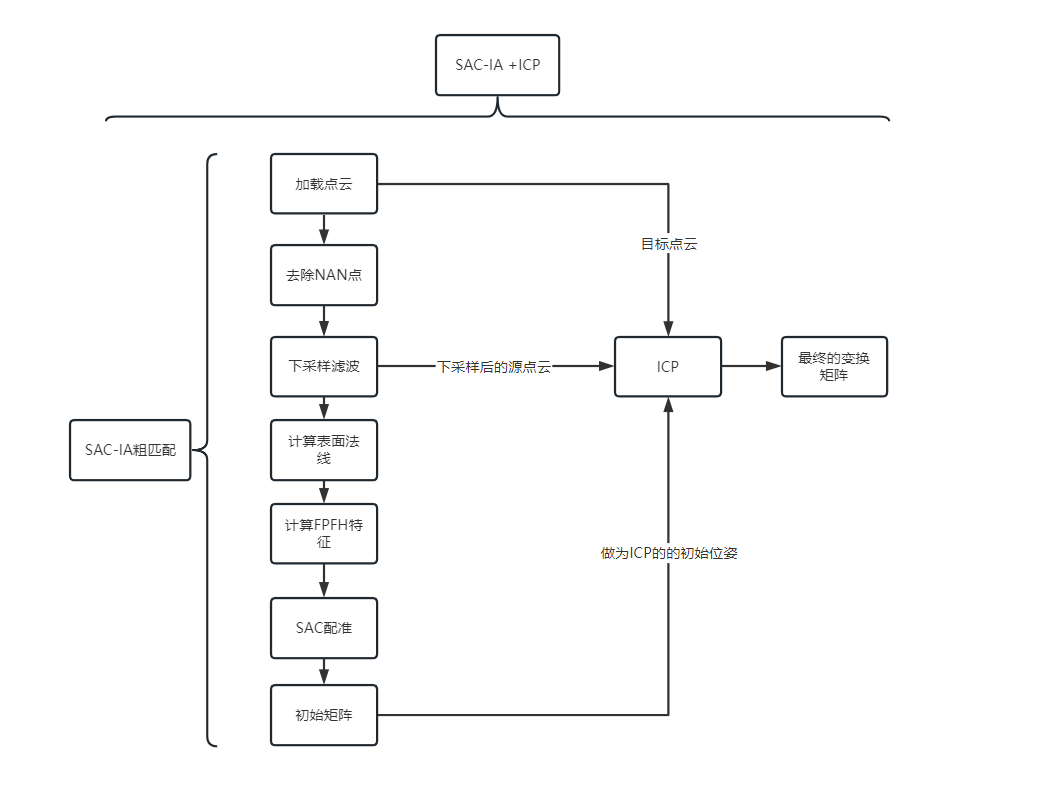 SAC-IA +ICP
加载点云
目标点云
去除NAN点
下采样滤波
下采样后的源点云
ICP
最终的变换
矩阵
SAC-IA粗匹配
计算表面法
线
计算FPFH特
征
做为ICP的的初始位姿
SAC配准
初始矩阵